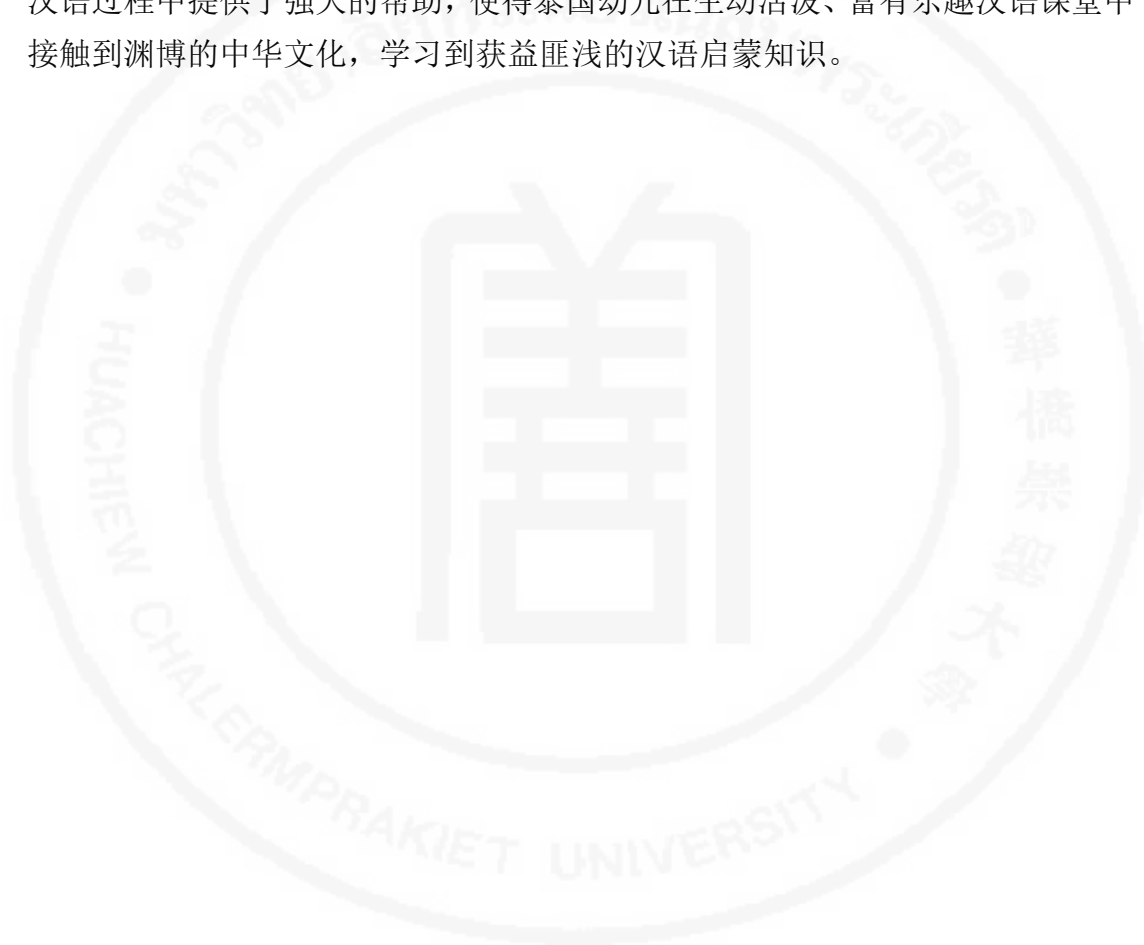 汉语过程中提供了强大的帮助，使得泰国幼儿在生动活泼、富有乐趣汉语课堂中
接触到渊博的中华文化，学习到获益匪浅的汉语启蒙知识。
HUACHIEW CHALERMPRAKIET UNIVERSITY
華僑崇聖大學